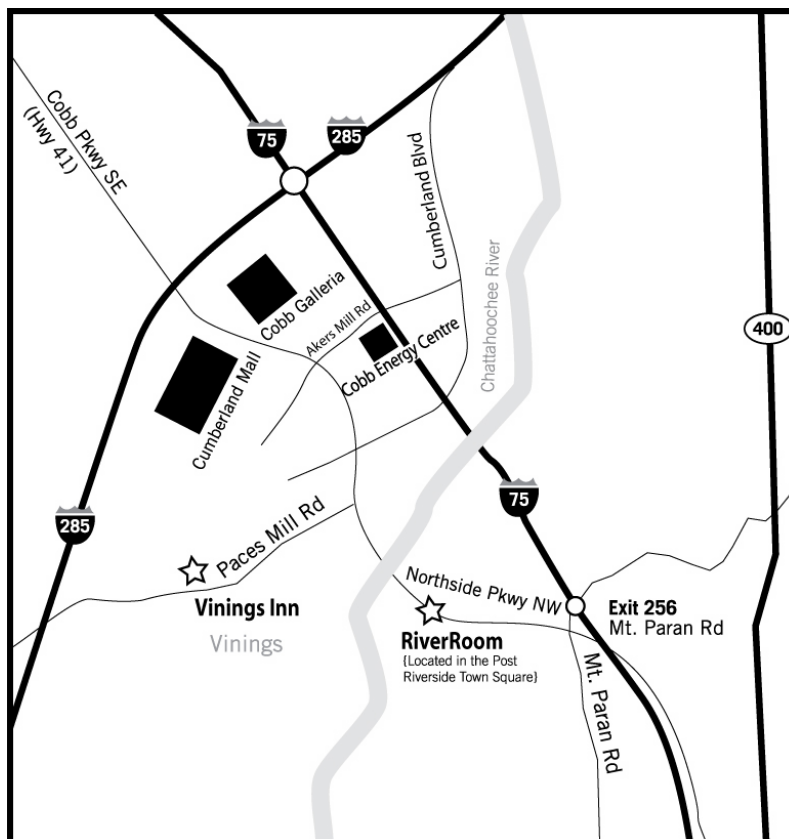 Cobb Pkwy SE
(Hwy 41)
75
285
Cumberland Blvd
Cobb Galleria
Akers Mill Rd
Cobb Energy Centre
Chattahoochee River
400
Cumberland Mall
285
75
Paces Mill Rd
Vinings Inn
Vinings
Northside Pkwy NW
RiverRoom
{Located in the Post
Riverside Town Square}
Exit 256
Mt. Paran Rd
Mt. Paran Rd